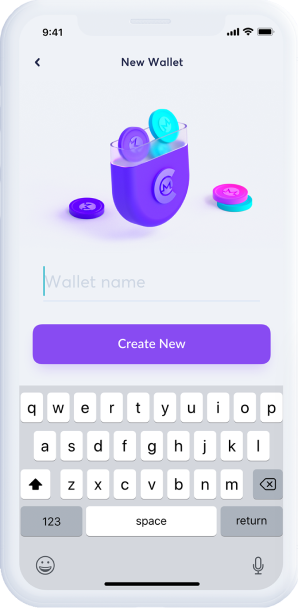 9:41
New Wallet
Wallet name
Create New
q w e r t y u i o p
a s d f g h j k l
z x c v b n m
123 space return